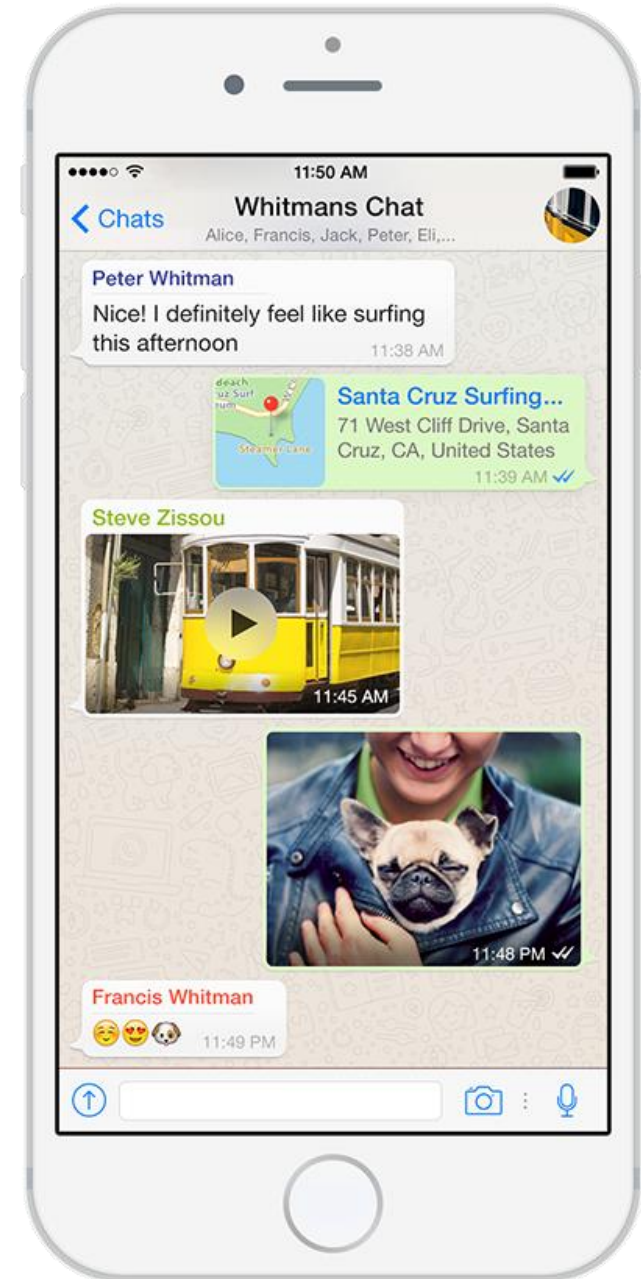 11:50 AM
Chats
Whitmans Chat
Alice, Francis, Jack, Peter, Eli,...
Peter Whitman
Nice! I definitely feel like surfing
this afternoon
11:38 AM
Steamer Lane
Santa Cruz Surfing...
71 West Cliff Drive, Santa
Cruz, CA, United States
11:39 AM
Steve Zissou
11:45 AM
11:48 PM
Francis Whitman
☺️😍🐶 11:49 PM